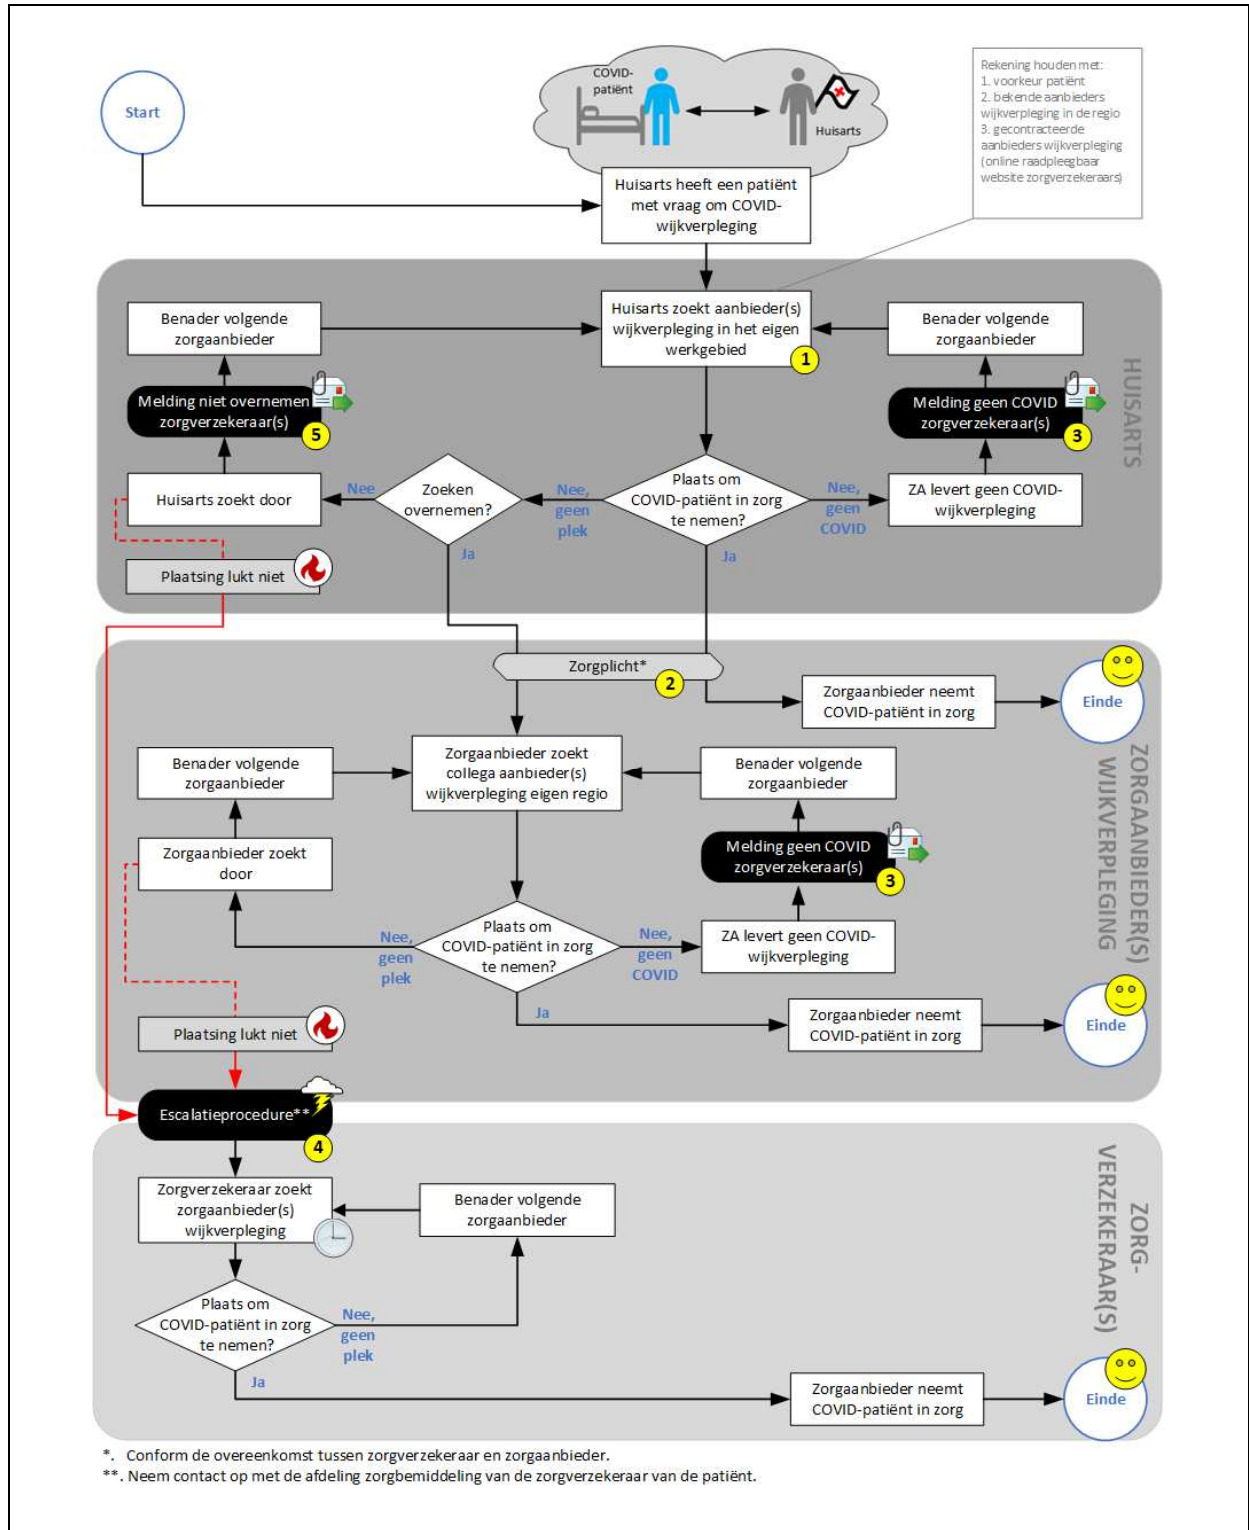 Start
COVID-
patiënt
Huisarts
Rekening houden met:
1. voorkeur patiënt
2. bekende aanbieders
wijkverpleging in de regio
3. gecontracteerde
aanbieders wijkverpleging
(online raadpleegbaar
website zorgverzekeraars)
Huisarts heeft een patiënt
met vraag om COVID-
wijkverpleging
HUISARTS
Benader volgende
zorgaanbieder
Huisarts zoekt aanbieder(s)
wijkverpleging in het eigen
werkgebied
1
Benader volgende
zorgaanbieder
Melding niet overnemen
zorgverzekeraar(s)
5
Melding geen COVID
zorgverzekeraar(s)
3
Huisarts zoekt door
Nee
Zoeken
overnemen?
Nee,
geen
plek
Plaats om
COVID-patiënt in zorg
te nemen?
Nee,
geen
COVID
ZA levert geen COVID-
wijkverpleging
Ja
Ja
Plaatsing lukt niet
ZORGAANBIEDER(S)
WIJKVERPLEGING
Zorgplicht*
2
Zorgaanbieder neemt
COVID-patiënt in zorg
Einde
Benader volgende
zorgaanbieder
Zorgaanbieder zoekt
collega aanbieder(s)
wijkverpleging eigen regio
Benader volgende
zorgaanbieder
Zorgaanbieder zoekt
door
Melding geen COVID
zorgverzekeraar(s)
3
Nee,
geen
plek
Plaats om
COVID-patiënt in zorg
te nemen?
Nee,
geen
COVID
ZA levert geen COVID-
wijkverpleging
Ja
Zorgaanbieder neemt
COVID-patiënt in zorg
Einde
Plaatsing lukt niet
Escalatieprocedure**
4
ZORG-
VERZEKERAAR(S)
Zorgverzekeraar zoekt
zorgaanbieder(s)
wijkverpleging
Benader volgende
zorgaanbieder
Plaats om
COVID-patiënt in zorg
te nemen?
Nee,
geen
plek
Ja
Zorgaanbieder neemt
COVID-patiënt in zorg
Einde
*. Conform de overeenkomst tussen zorgverzekeraar en zorgaanbieder.
**. Neem contact op met de afdeling zorgbemiddeling van de zorgverzekeraar van de patiënt.